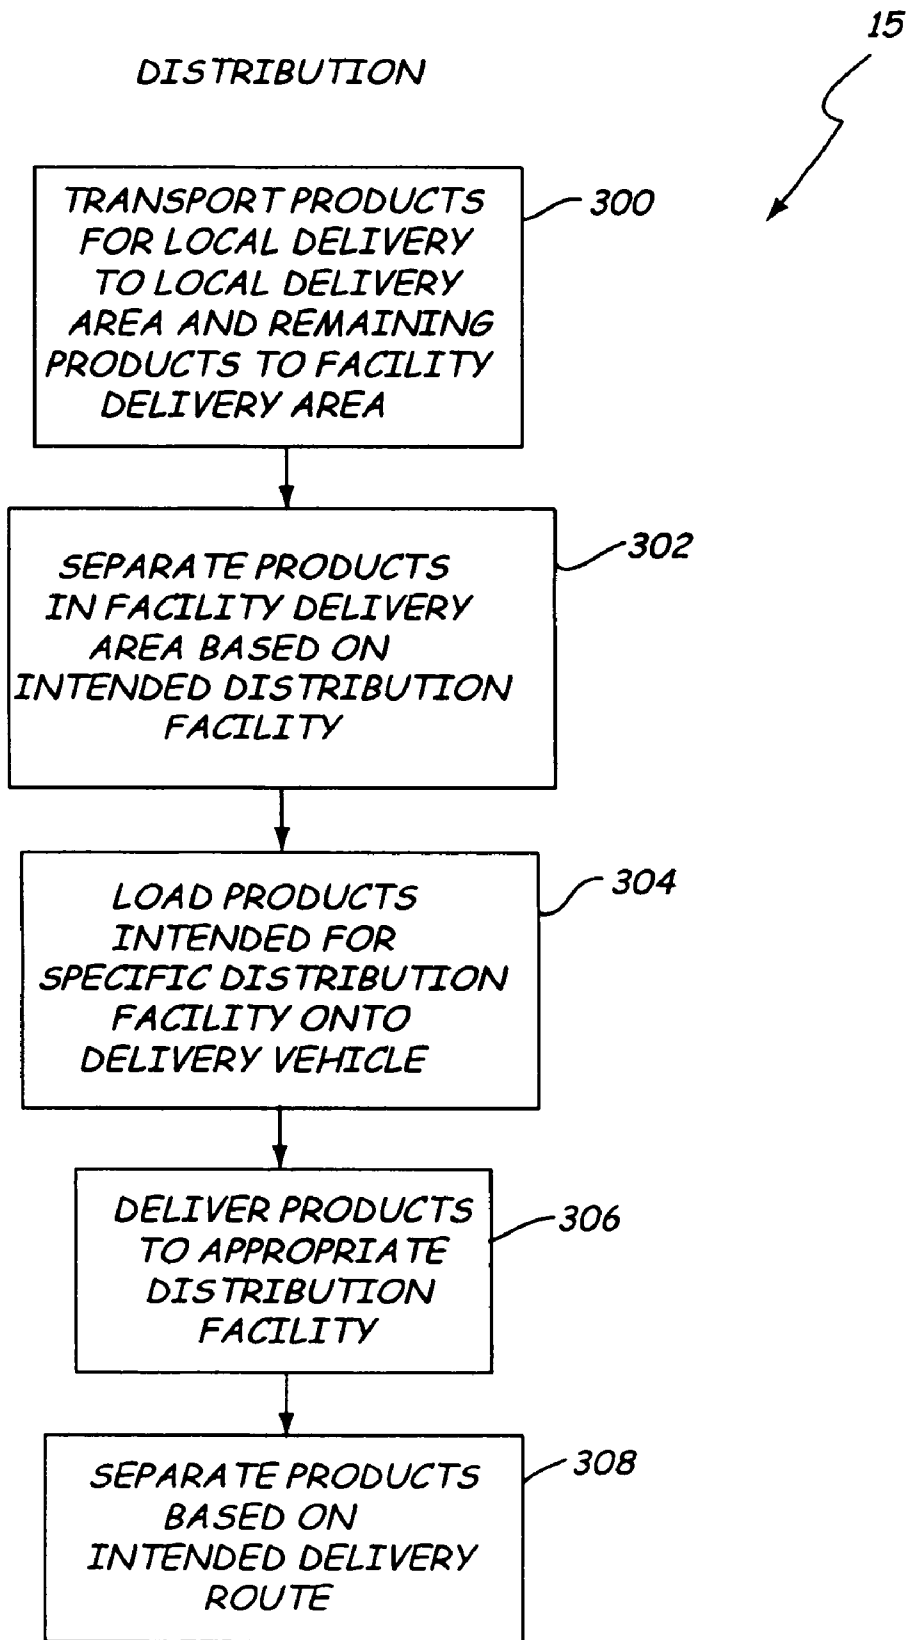 15
DISTRIBUTION
TRANSPORT PRODUCTS
FOR LOCAL DELIVERY
TO LOCAL DELIVERY
AREA AND REMAINING
PRODUCTS TO FACILITY
DELIVERY AREA
300
SEPARATE PRODUCTS
IN FACILITY DELIVERY
AREA BASED ON
INTENDED DISTRIBUTION
FACILITY
302
LOAD PRODUCTS
INTENDED FOR
SPECIFIC DISTRIBUTION
FACILITY ONTO
DELIVERY VEHICLE
304
DELIVER PRODUCTS
TO APPROPRIATE
DISTRIBUTION
FACILITY
306
SEPARATE PRODUCTS
BASED ON
INTENDED DELIVERY
ROUTE
308